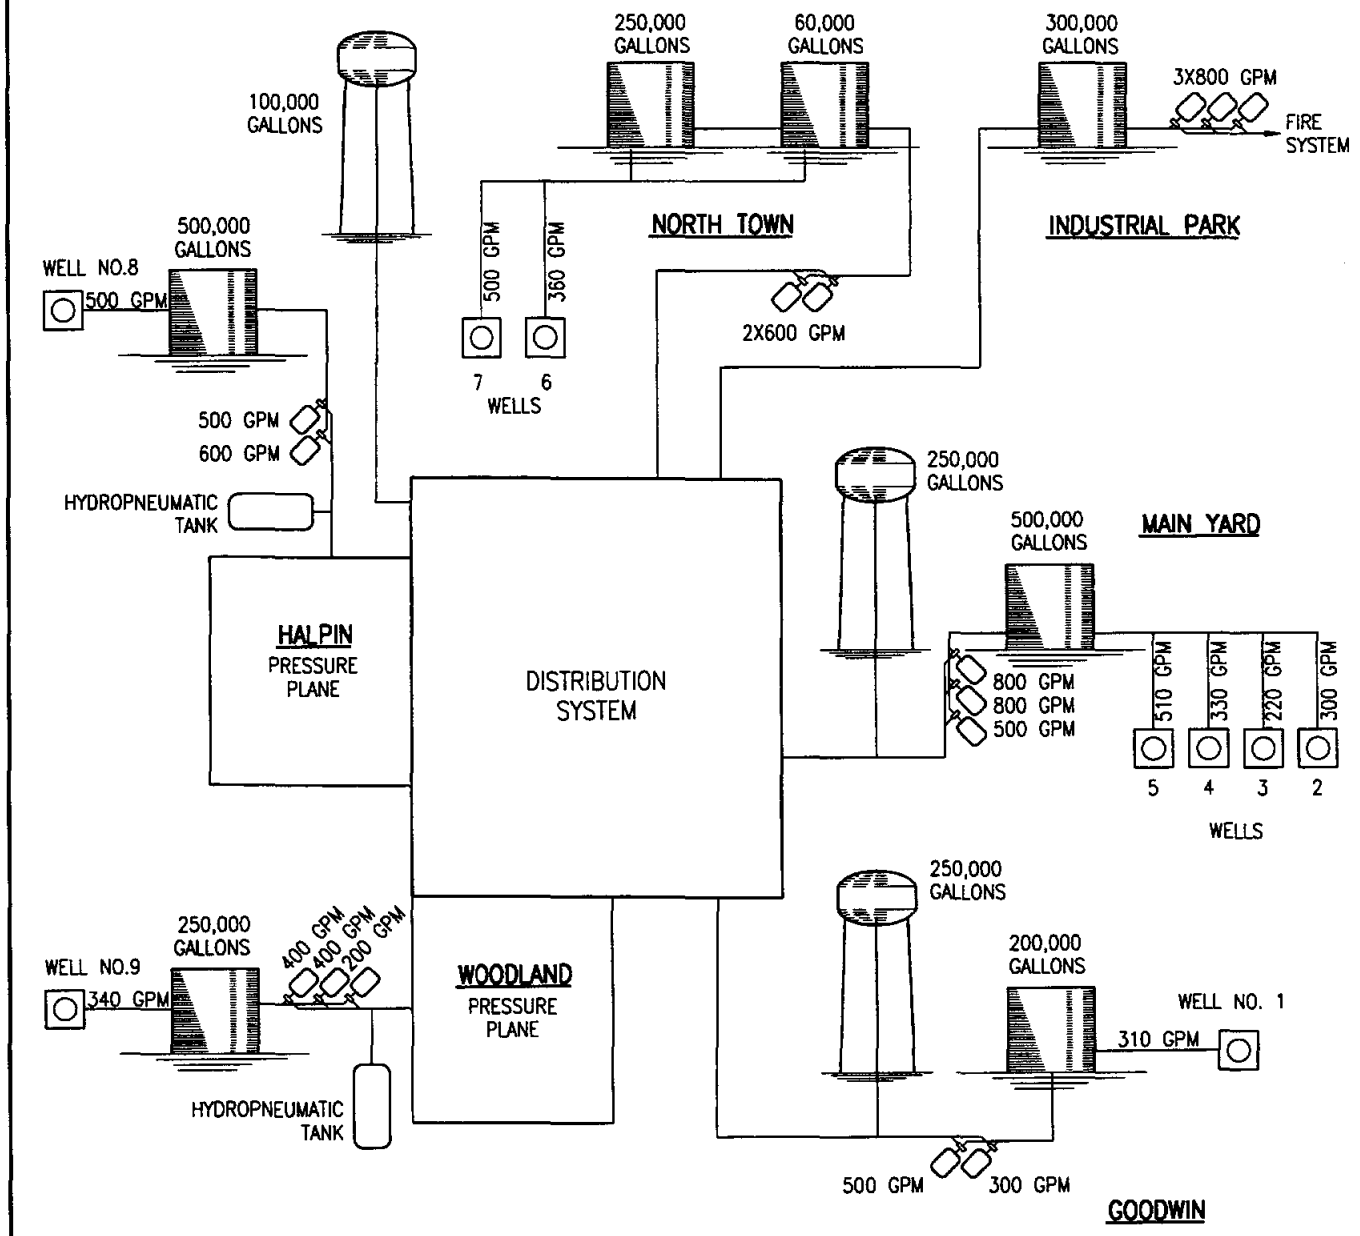 250,000
GALLONS
60,000
GALLONS
300,000
GALLONS
3X800 GPM
FIRE
SYSTEM
100,000
GALLONS
NORTH TOWN
INDUSTRIAL PARK
500,000
GALLONS
WELL NO.8
500 GPM
500 GPM
360 GPM
2X600 GPM
7
6
WELLS
500 GPM
600 GPM
HYDROPNEUMATIC
TANK
250,000
GALLONS
MAIN YARD
500,000
GALLONS
HALPIN
PRESSURE
PLANE
DISTRIBUTION
SYSTEM
800 GPM
800 GPM
500 GPM
510 GPM
330 GPM
220 GPM
300 GPM
5
4
3
2
WELLS
250,000
GALLONS
250,000
GALLONS
400 GPM
400 GPM
200 GPM
WELL NO.9
340 GPM
WOODLAND
PRESSURE
PLANE
200,000
GALLONS
WELL NO. 1
310 GPM
HYDROPNEUMATIC
TANK
500 GPM
300 GPM
GOODWIN